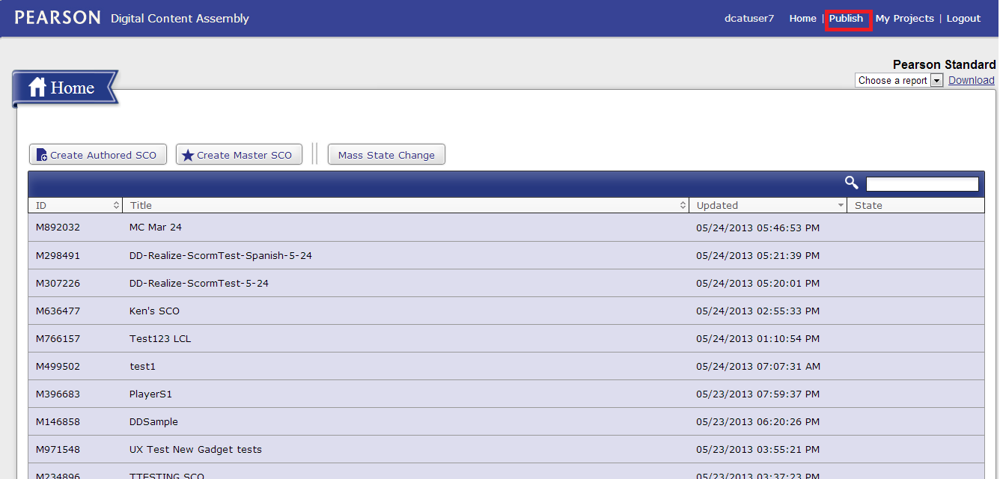 PEARSON Digital Content Assembly dcatuser7 Home | Publish My Projects | Logout
Pearson Standard
Choose a report Download
Home
Create Authored SCO Create Master SCO Mass State Change
ID Title Updated State
M892032 MC Mar 24 05/24/2013 05:46:53 PM
M298491 DD-Realize-ScormTest-Spanish-5-24 05/24/2013 05:21:39 PM
M307226 DD-Realize-ScormTest-5-24 05/24/2013 05:20:01 PM
M636477 Ken's SCO 05/24/2013 02:55:33 PM
M766157 Test123 LCL 05/24/2013 01:10:54 PM
M499502 test1 05/24/2013 07:07:31 AM
M396683 PlayerS1 05/23/2013 07:59:37 PM
M146858 DDSample 05/23/2013 06:20:26 PM
M971548 UX Test New Gadget tests 05/23/2013 03:55:21 PM
M234896 TTESTING SCO 05/23/2013 03:37:23 PM